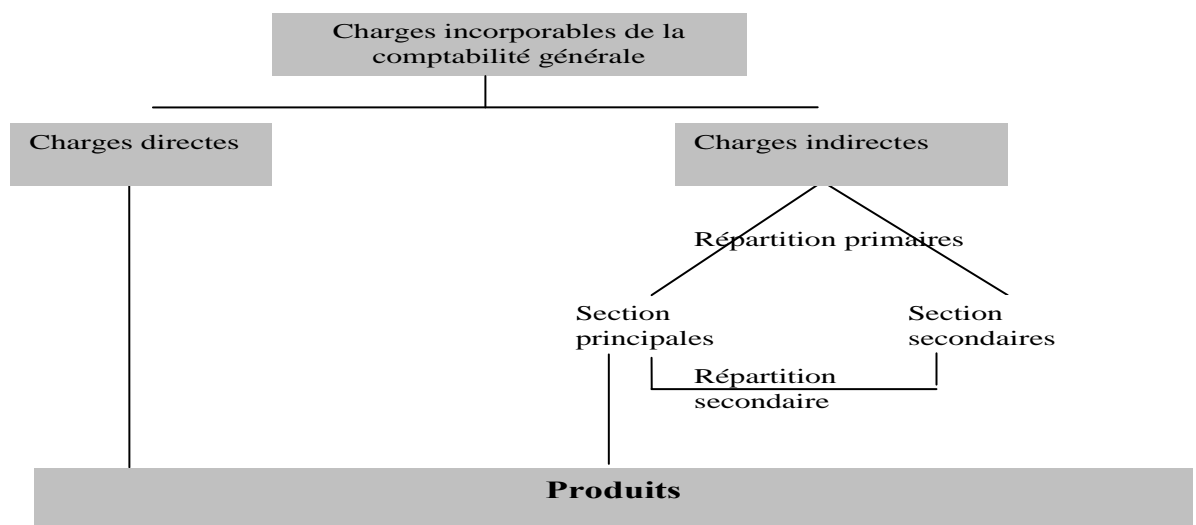 Charges incorporables de la
comptabilité générale
Charges directes
Charges indirectes
Répartition primaires
Section
principales
Section
secondaires
Répartition
secondaire
Produits